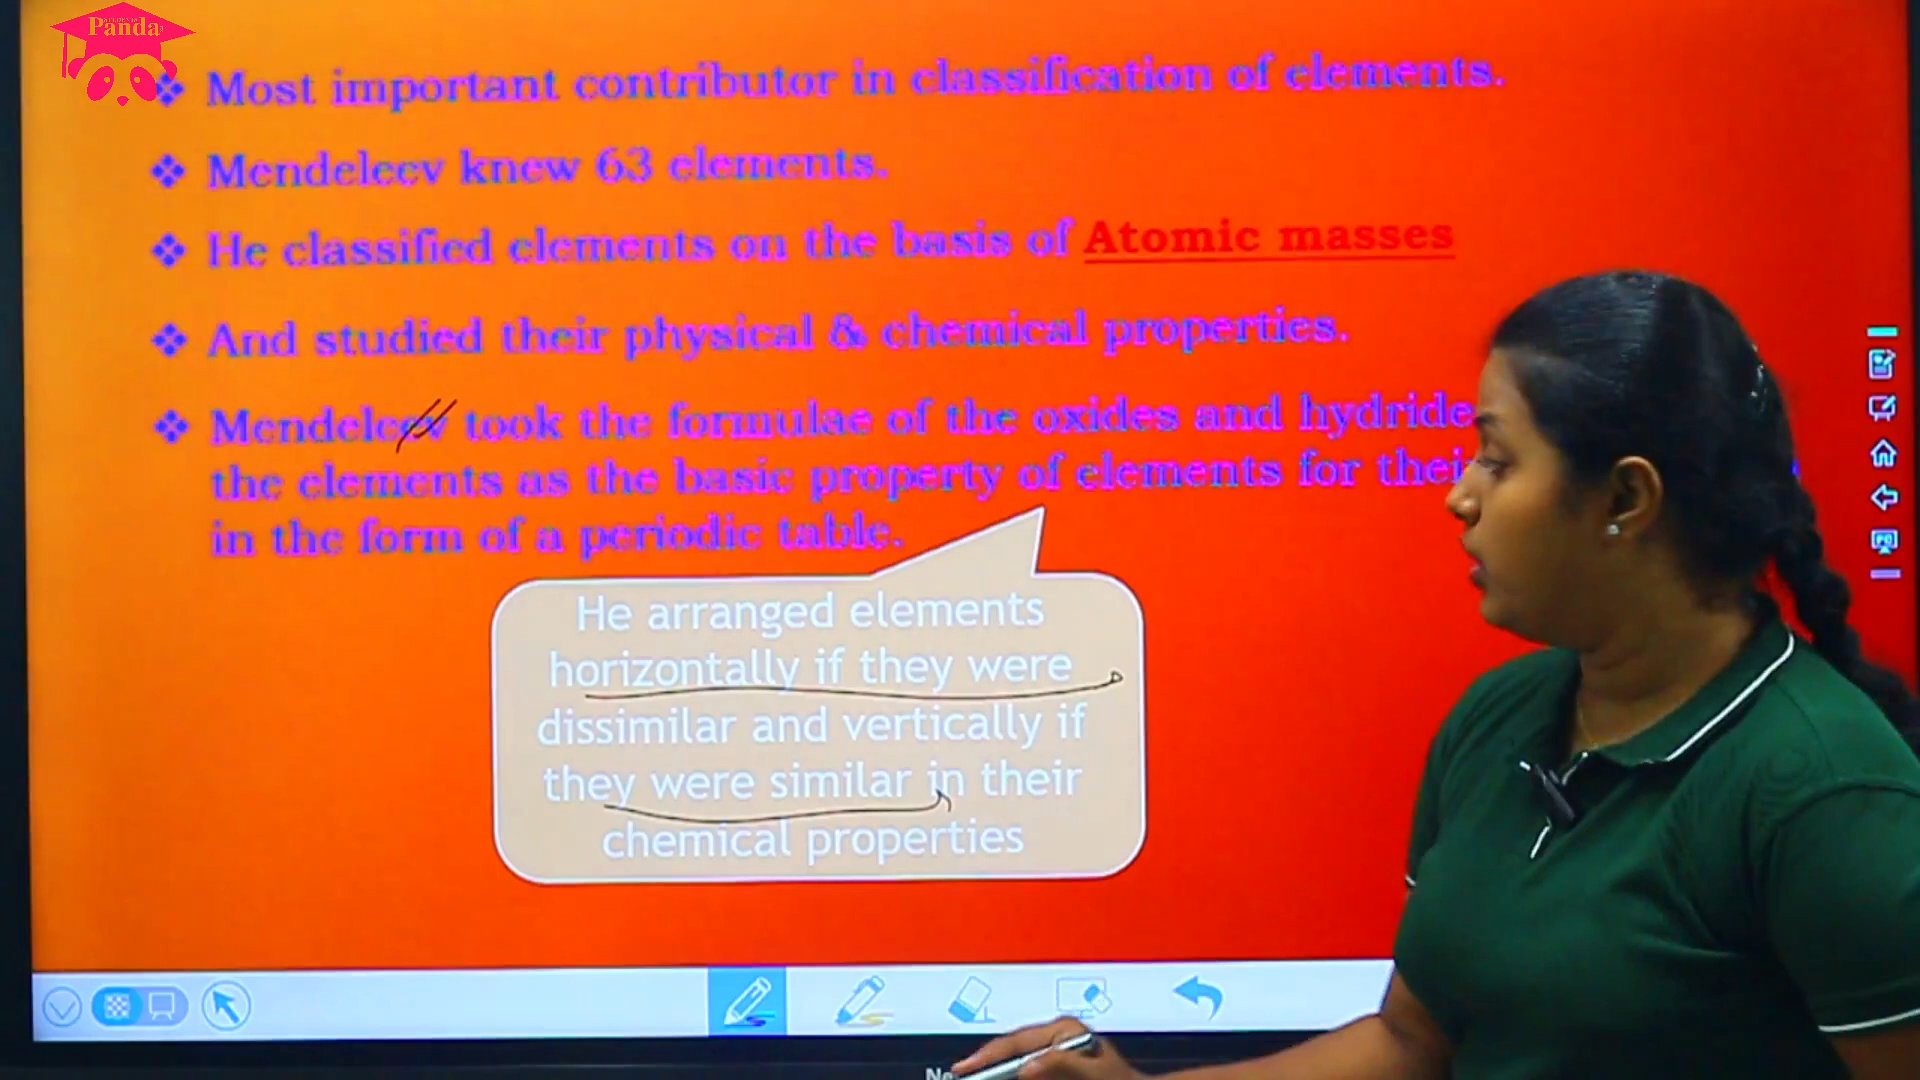 Panda
❖ Most important contributor in classification of elements.
❖ Mendeleev knew 63 elements.
❖ He classified elements on the basis of Atomic masses
❖ And studied their physical & chemical properties.
❖ Mendeleev took the formulae of the oxides and hydride
the elements as the basic property of elements for their
in the form of a periodic table.
He arranged elements
horizontally if they were
dissimilar and vertically if
they were similar in their
chemical properties